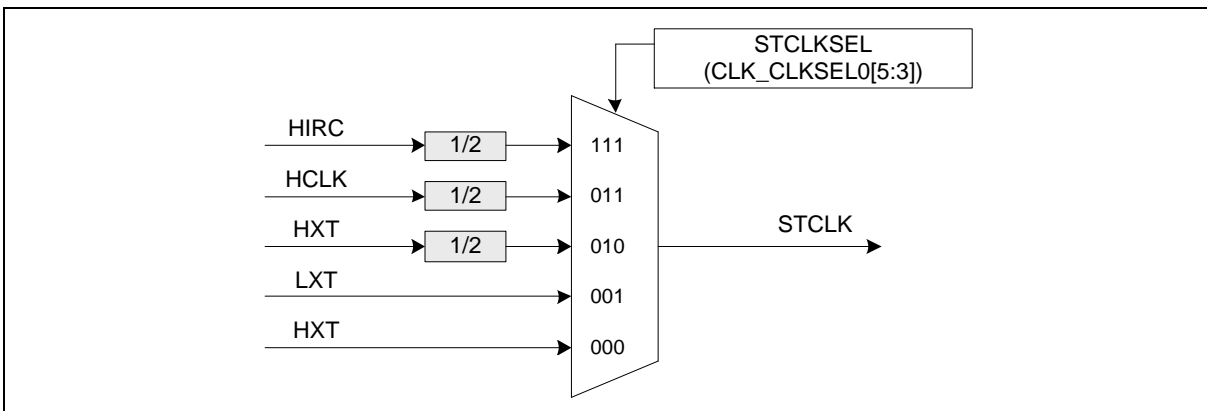 STCLKSEL
(CLK_CLKSEL0[5:3])
HIRC
1/2
111
HCLK
1/2
011
HXT
1/2
010
STCLK
LXT
001
HXT
000